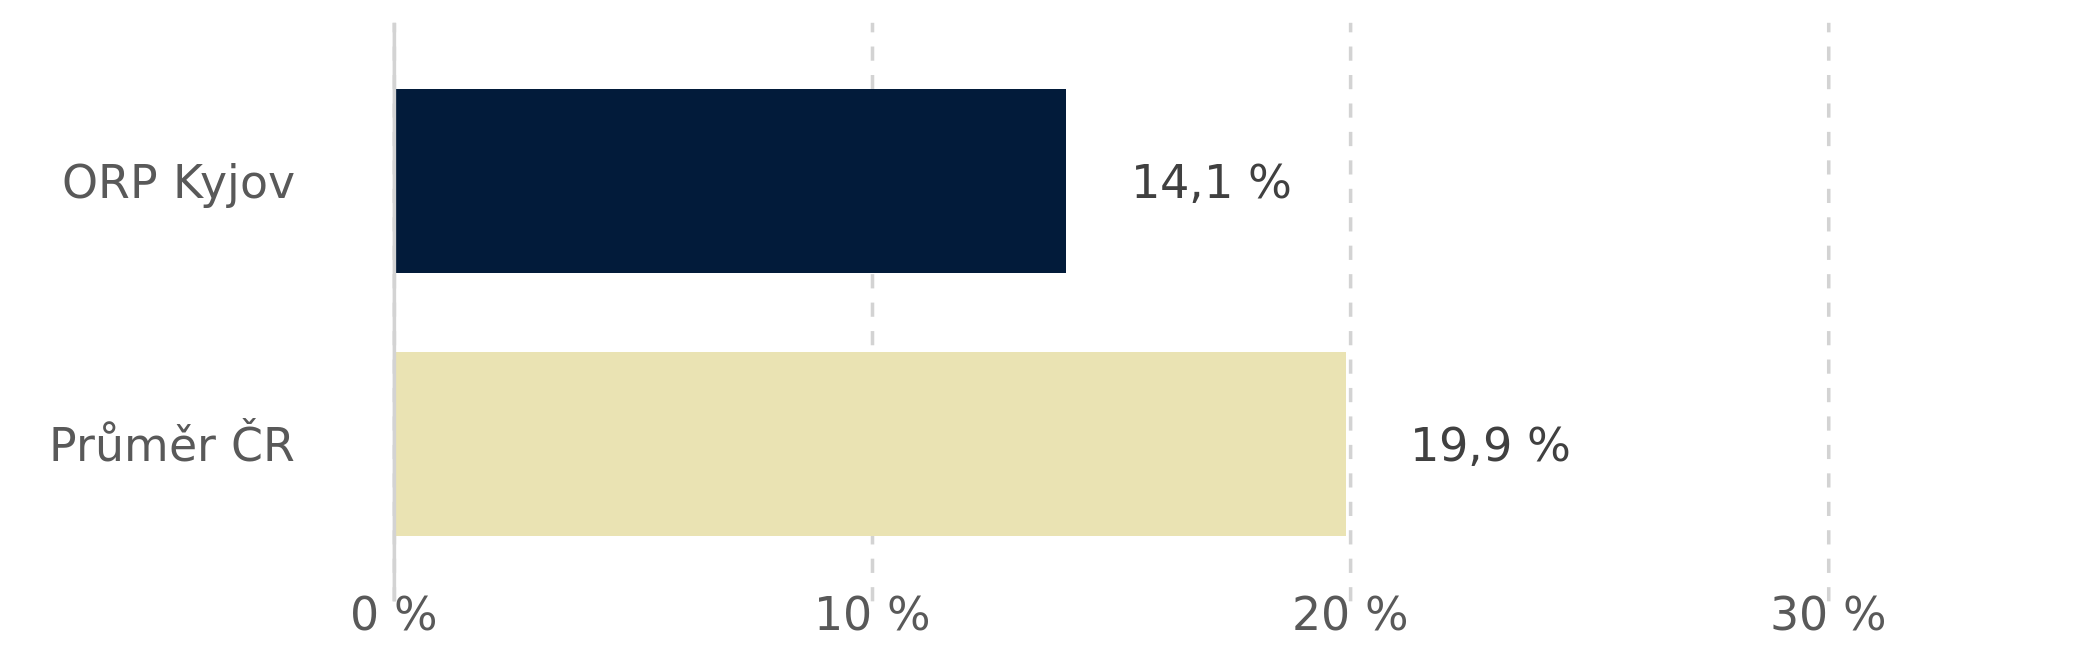 ORP Kyjov 14,1 %
Průměr ČR 19,9 %
0 % 10 % 20 % 30 %